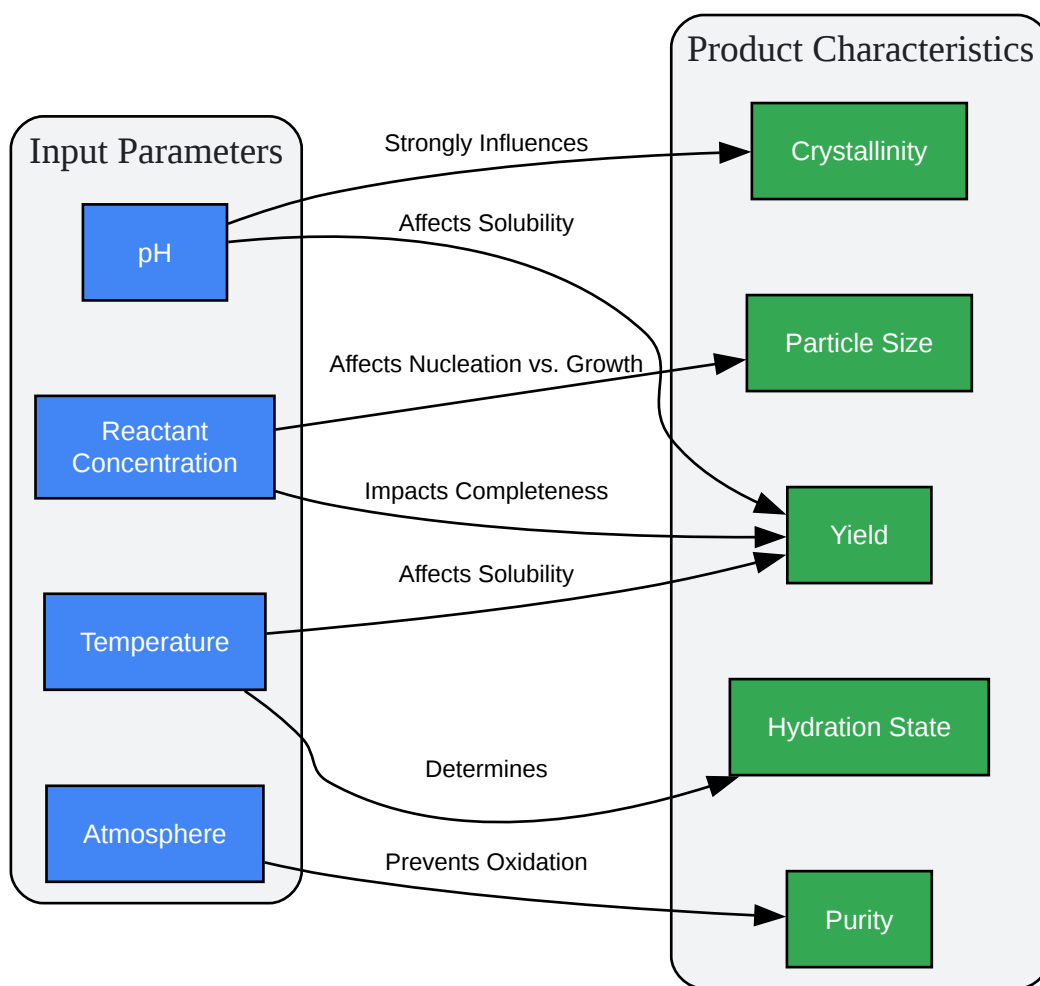 Product Characteristics
Input Parameters
Strongly Influences
Crystallinity
Affects Solubility
pH
Affects Nucleation vs. Growth
Particle Size
Reactant
Concentration
Impacts Completeness
Yield
Affects Solubility
Temperature
Determines
Hydration State
Atmosphere
Prevents Oxidation
Purity